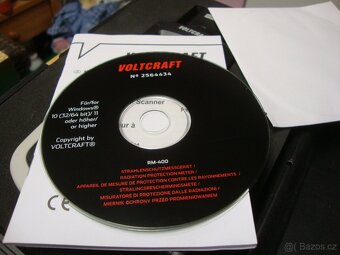 VOLTCRAFT
VOLTCRAFT
N° 2564434
Für/for
Windows®
10 (32/64 bit)/ 11
oder höher/
or higher
Scanner
Copyright by
VOLTCRAFT®
RM-400
STRAHLENSCHUTZMESSGERÄT /
RADIATION PROTECTION METER /
APPAREIL DE MESURE DE PROTECTION CONTRE LES RAYONNEMENTS /
STRALINGSBESCHERMINGSMETER /
MISURATORE DI PROTEZIONE DALLE RADIAZIONI /
MIERNIK OCHRONY PRZED PROMIENIOWANIEM
CE
Bazoš.cz